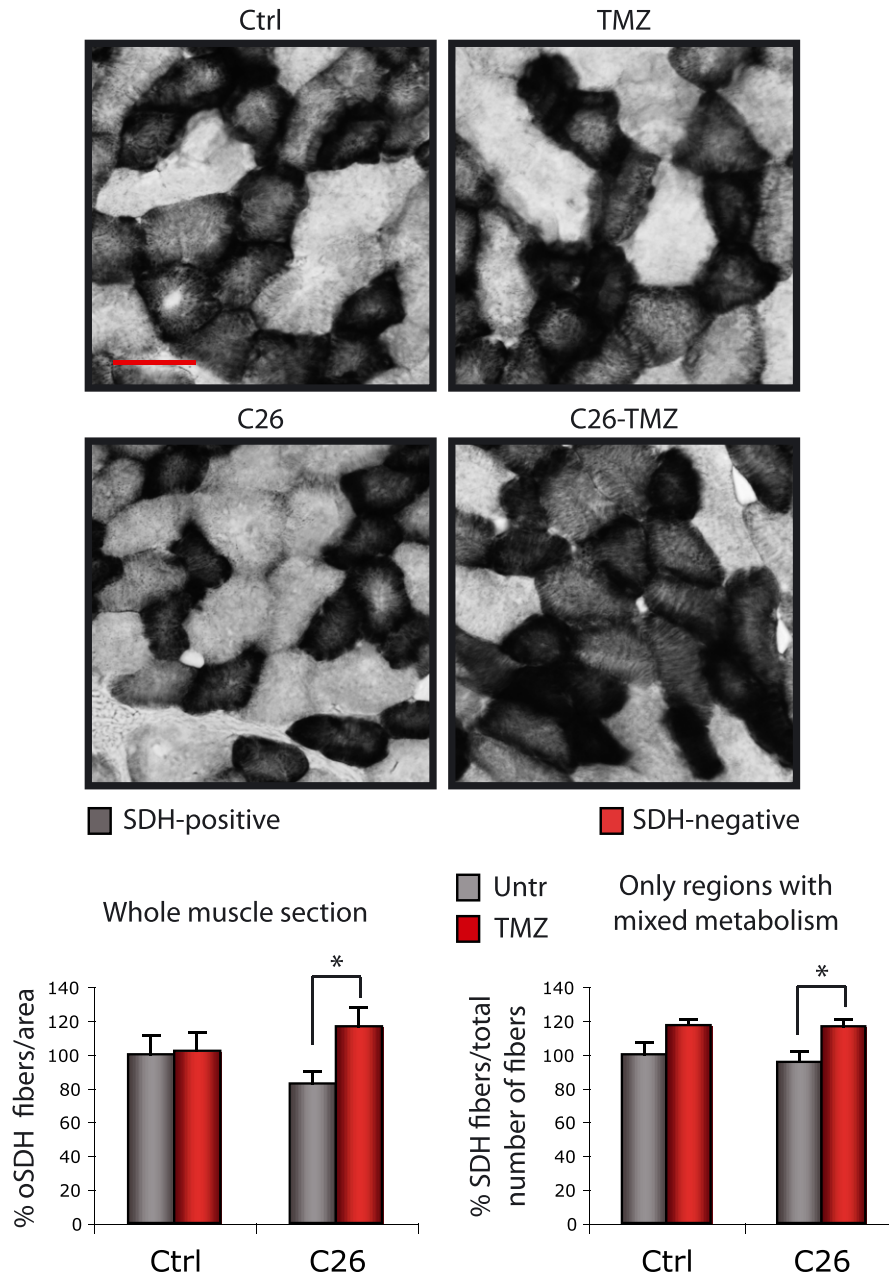 Ctrl
TMZ
C26
C26-TMZ
SDH-positive
SDH-negative
Whole muscle section
Untr
TMZ
Only regions with
mixed metabolism
% oSDH fibers/area
140
120
100
80
60
40
20
0
*
Ctrl
C26
% SDH fibers/total
number of fibers
140
120
100
80
60
40
20
0
*
Ctrl
C26